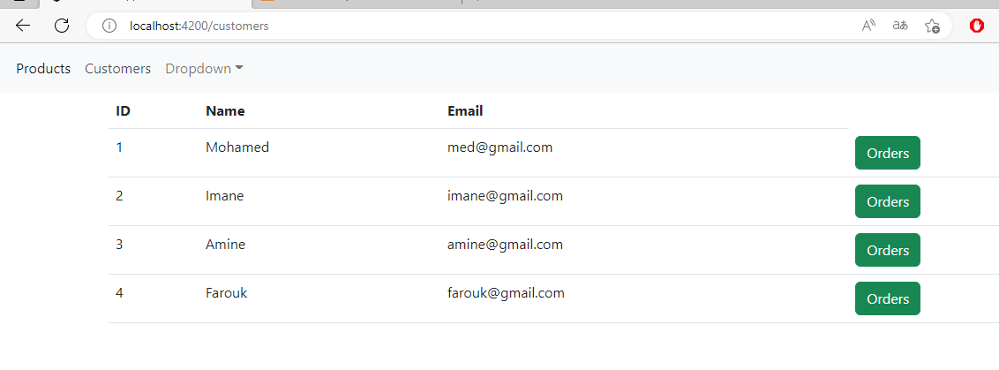 localhost:4200/customers
Products Customers Dropdown
ID Name Email
1 Mohamed med@gmail.com Orders
2 Imane imane@gmail.com Orders
3 Amine amine@gmail.com Orders
4 Farouk farouk@gmail.com Orders